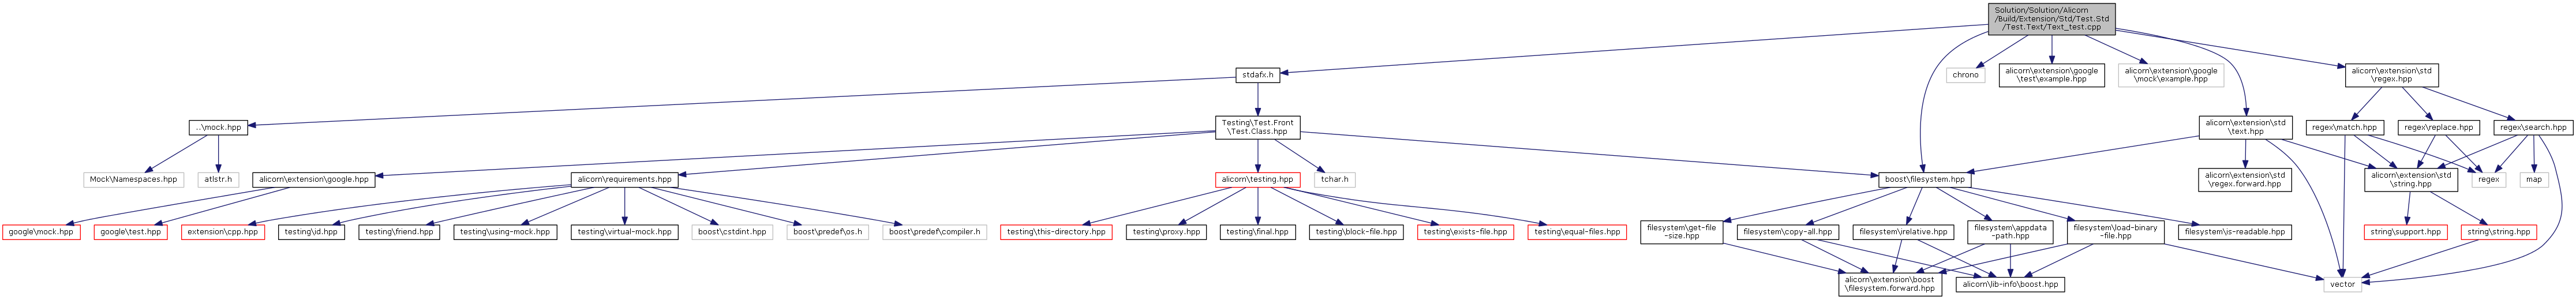 Solution/Solution/Alicorn
/Build/Extension/Std/Test.Std
/Test.Text/Text_test.cpp
stdafx.h
chrono
alicorn\extension\google
test\example.hpp
alicorn\extension\google
\mock\example.hpp
alicorn\extension\std
\regex.hpp
..\mock.hpp
Testing\Test.Front
\Test.Class.hpp
alicorn\extension\std
\text.hpp
regex\match.hpp
regex\replace.hpp
regex\search.hpp
Mock\Namespaces.hpp
atlstr.h
alicorn\extension\google.hpp
alicorn\requirements.hpp
alicorn\testing.hpp
tchar.h
boost\filesystem.hpp
alicorn\extension\std
\regex.forward.hpp
alicorn\extension\std
\string.hpp
regex
map
google\mock.hpp
google\test.hpp
extension\cpp.hpp
testing\id.hpp
testing\friend.hpp
testing\using-mock.hpp
testing\virtual-mock.hpp
boost\cstdint.hpp
boost\predef\os.h
boost\predef\compiler.h
testing\this-directory.hpp
testing\proxy.hpp
testing\final.hpp
testing\block-file.hpp
testing\exists-file.hpp
testing\equal-files.hpp
filesystem\get-file
-size.hpp
filesystem\copy-all.hpp
filesystem\relative.hpp
filesystem\appdata
-path.hpp
filesystem\load-binary
-file.hpp
filesystem\is-readable.hpp
string\support.hpp
string\string.hpp
alicorn\extension\boost
\filesystem.forward.hpp
alicorn\lib-info\boost.hpp
vector